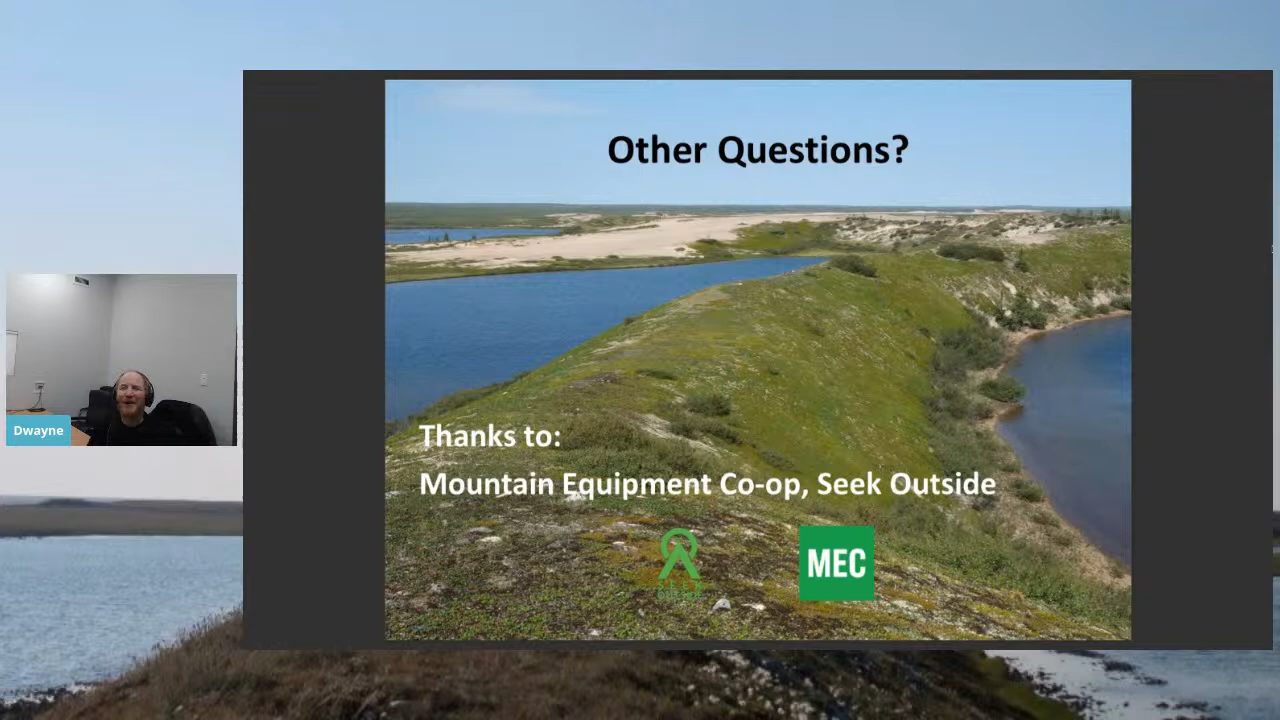 Other Questions?
Dwayne
Thanks to:
Mountain Equipment Co-op, Seek Outside
MEC